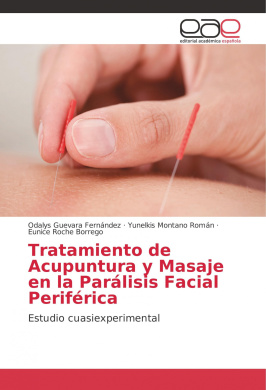 eae
editorial académica española
Odalys Guevara Fernández · Yunelkis Montano Román ·
Eunice Roche Borrego
Tratamiento de
Acupuntura y Masaje
en la Parálisis Facial
Periférica
Estudio cuasiexperimental